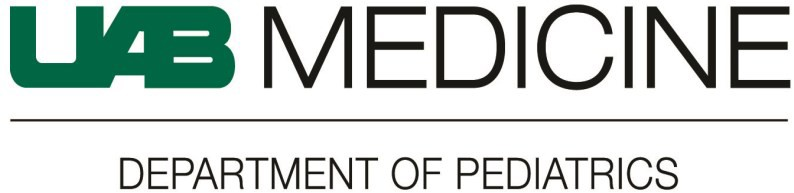 UAB MEDICINE
DEPARTMENT OF PEDIATRICS